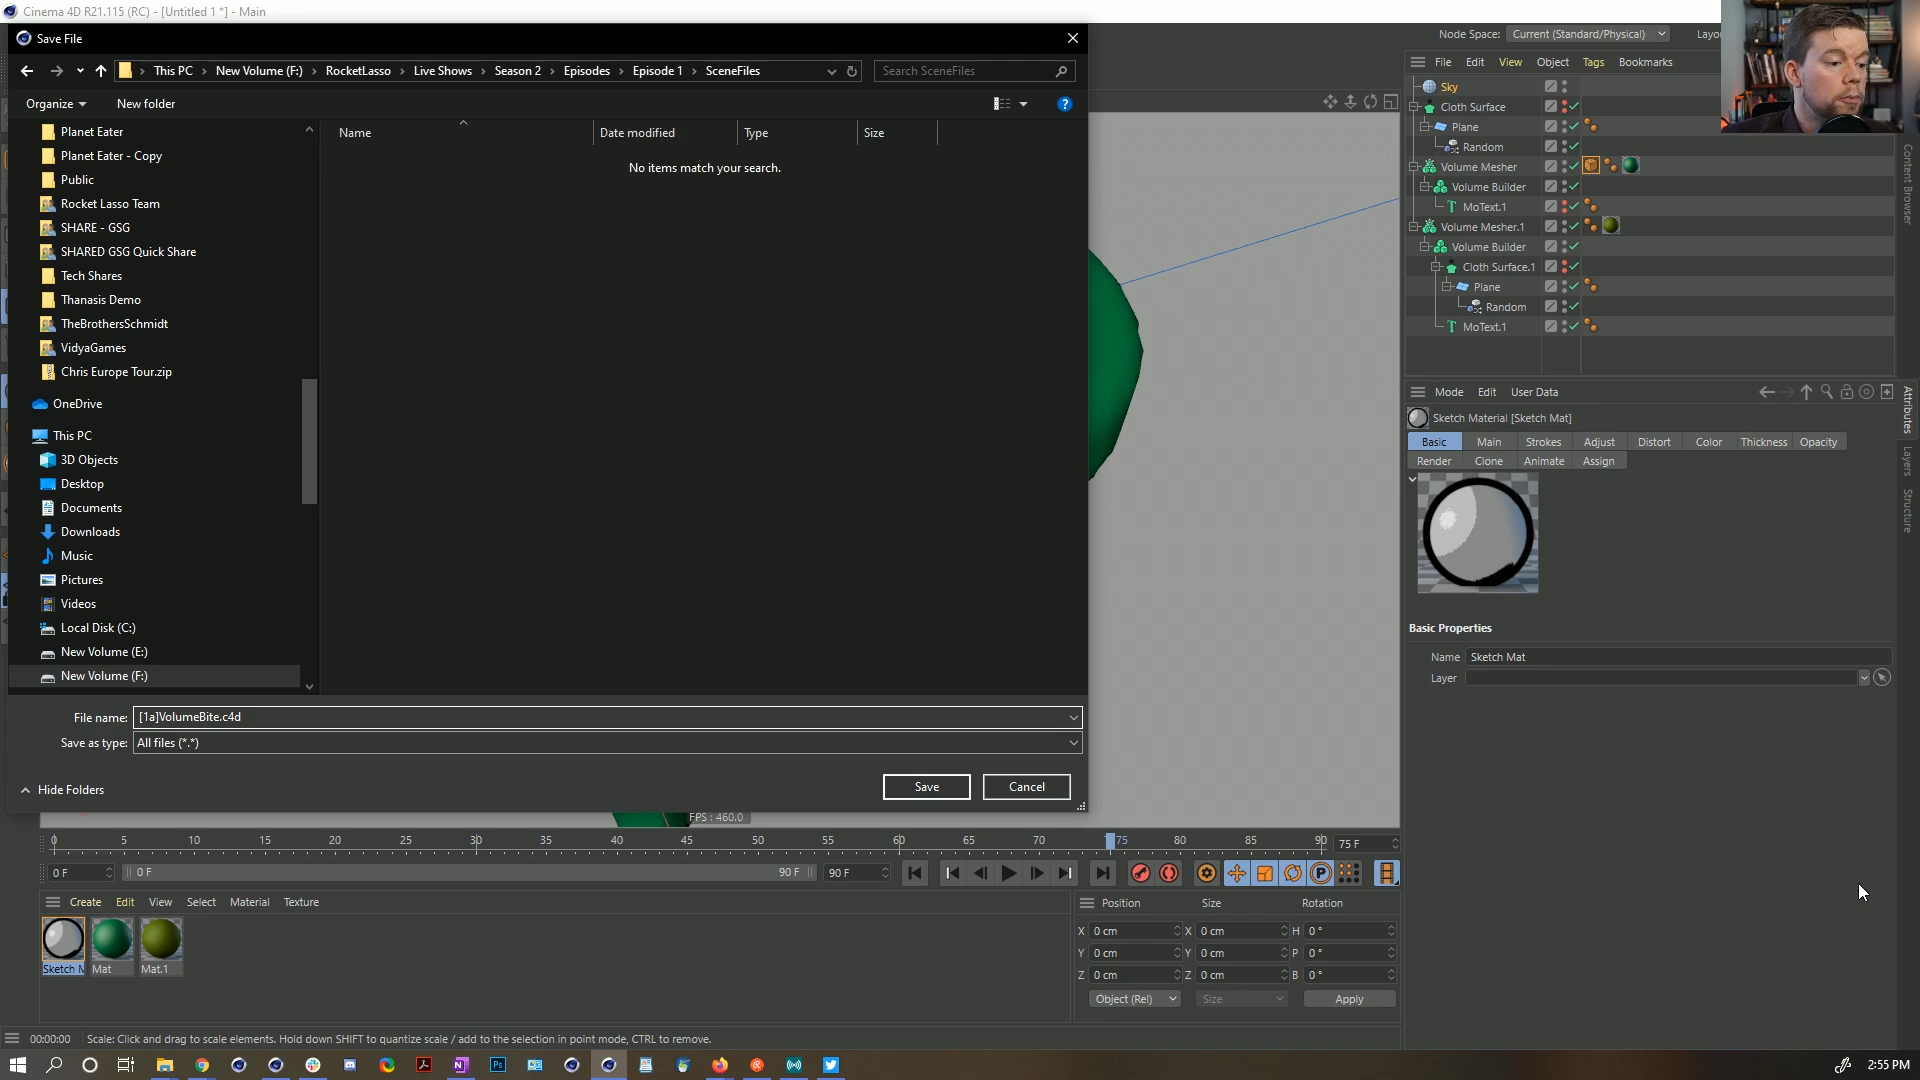 Cinema 4D R21.115 (RC) - [Untitled 1 *] - Main
Node Space: Current (Standard/Physical)
Save File
This PC New Volume (F:) RocketLasso Live Shows Season 2 Episodes Episode 1 SceneFiles
Search SceneFiles
File Edit View Object Tags Bookmarks
Organize New folder
Name Date modified Type Size
No items match your search.
Planet Eater
Planet Eater - Copy
Public
Rocket Lasso Team
SHARE - GSG
SHARED GSG Quick Share
Tech Shares
Thanasis Demo
TheBrothersSchmidt
VidyaGames
Chris Europe Tour.zip
OneDrive
This PC
3D Objects
Desktop
Documents
Downloads
Music
Pictures
Videos
Local Disk (C:)
New Volume (E:)
New Volume (F:)
File name: [1a]VolumeBite.c4d
Save as type: All files (*.*)
Hide Folders
Save Cancel
Sky
Cloth Surface
Plane
Random
Volume Mesher
Volume Builder
MoText.1
Volume Mesher.1
Volume Builder
Cloth Surface.1
Plane
Random
MoText.1
Content Browser
Mode Edit User Data
Sketch Material [Sketch Mat]
Basic Main Strokes Adjust Distort Color Thickness Opacity
Render Clone Animate Assign
Attributes
Layers
Structure
Basic Properties
Name Sketch Mat
Layer
FPS : 460.0
0 5 10 15 20 25 30 35 40 45 50 55 60 65 70 75 80 85 90 75 F
0 F 0 F 90 F 90 F
Create Edit View Select Material Texture
Mat Mat.1
Position Size Rotation
X 0 cm X 0 cm H 0 °
Y 0 cm Y 0 cm P 0 °
Z 0 cm Z 0 cm B 0 °
Object (Rel) Size Apply
00:00:00 Scale: Click and drag to scale elements. Hold down SHIFT to quantize scale / add to the selection in point mode, CTRL to remove.
2:55 PM